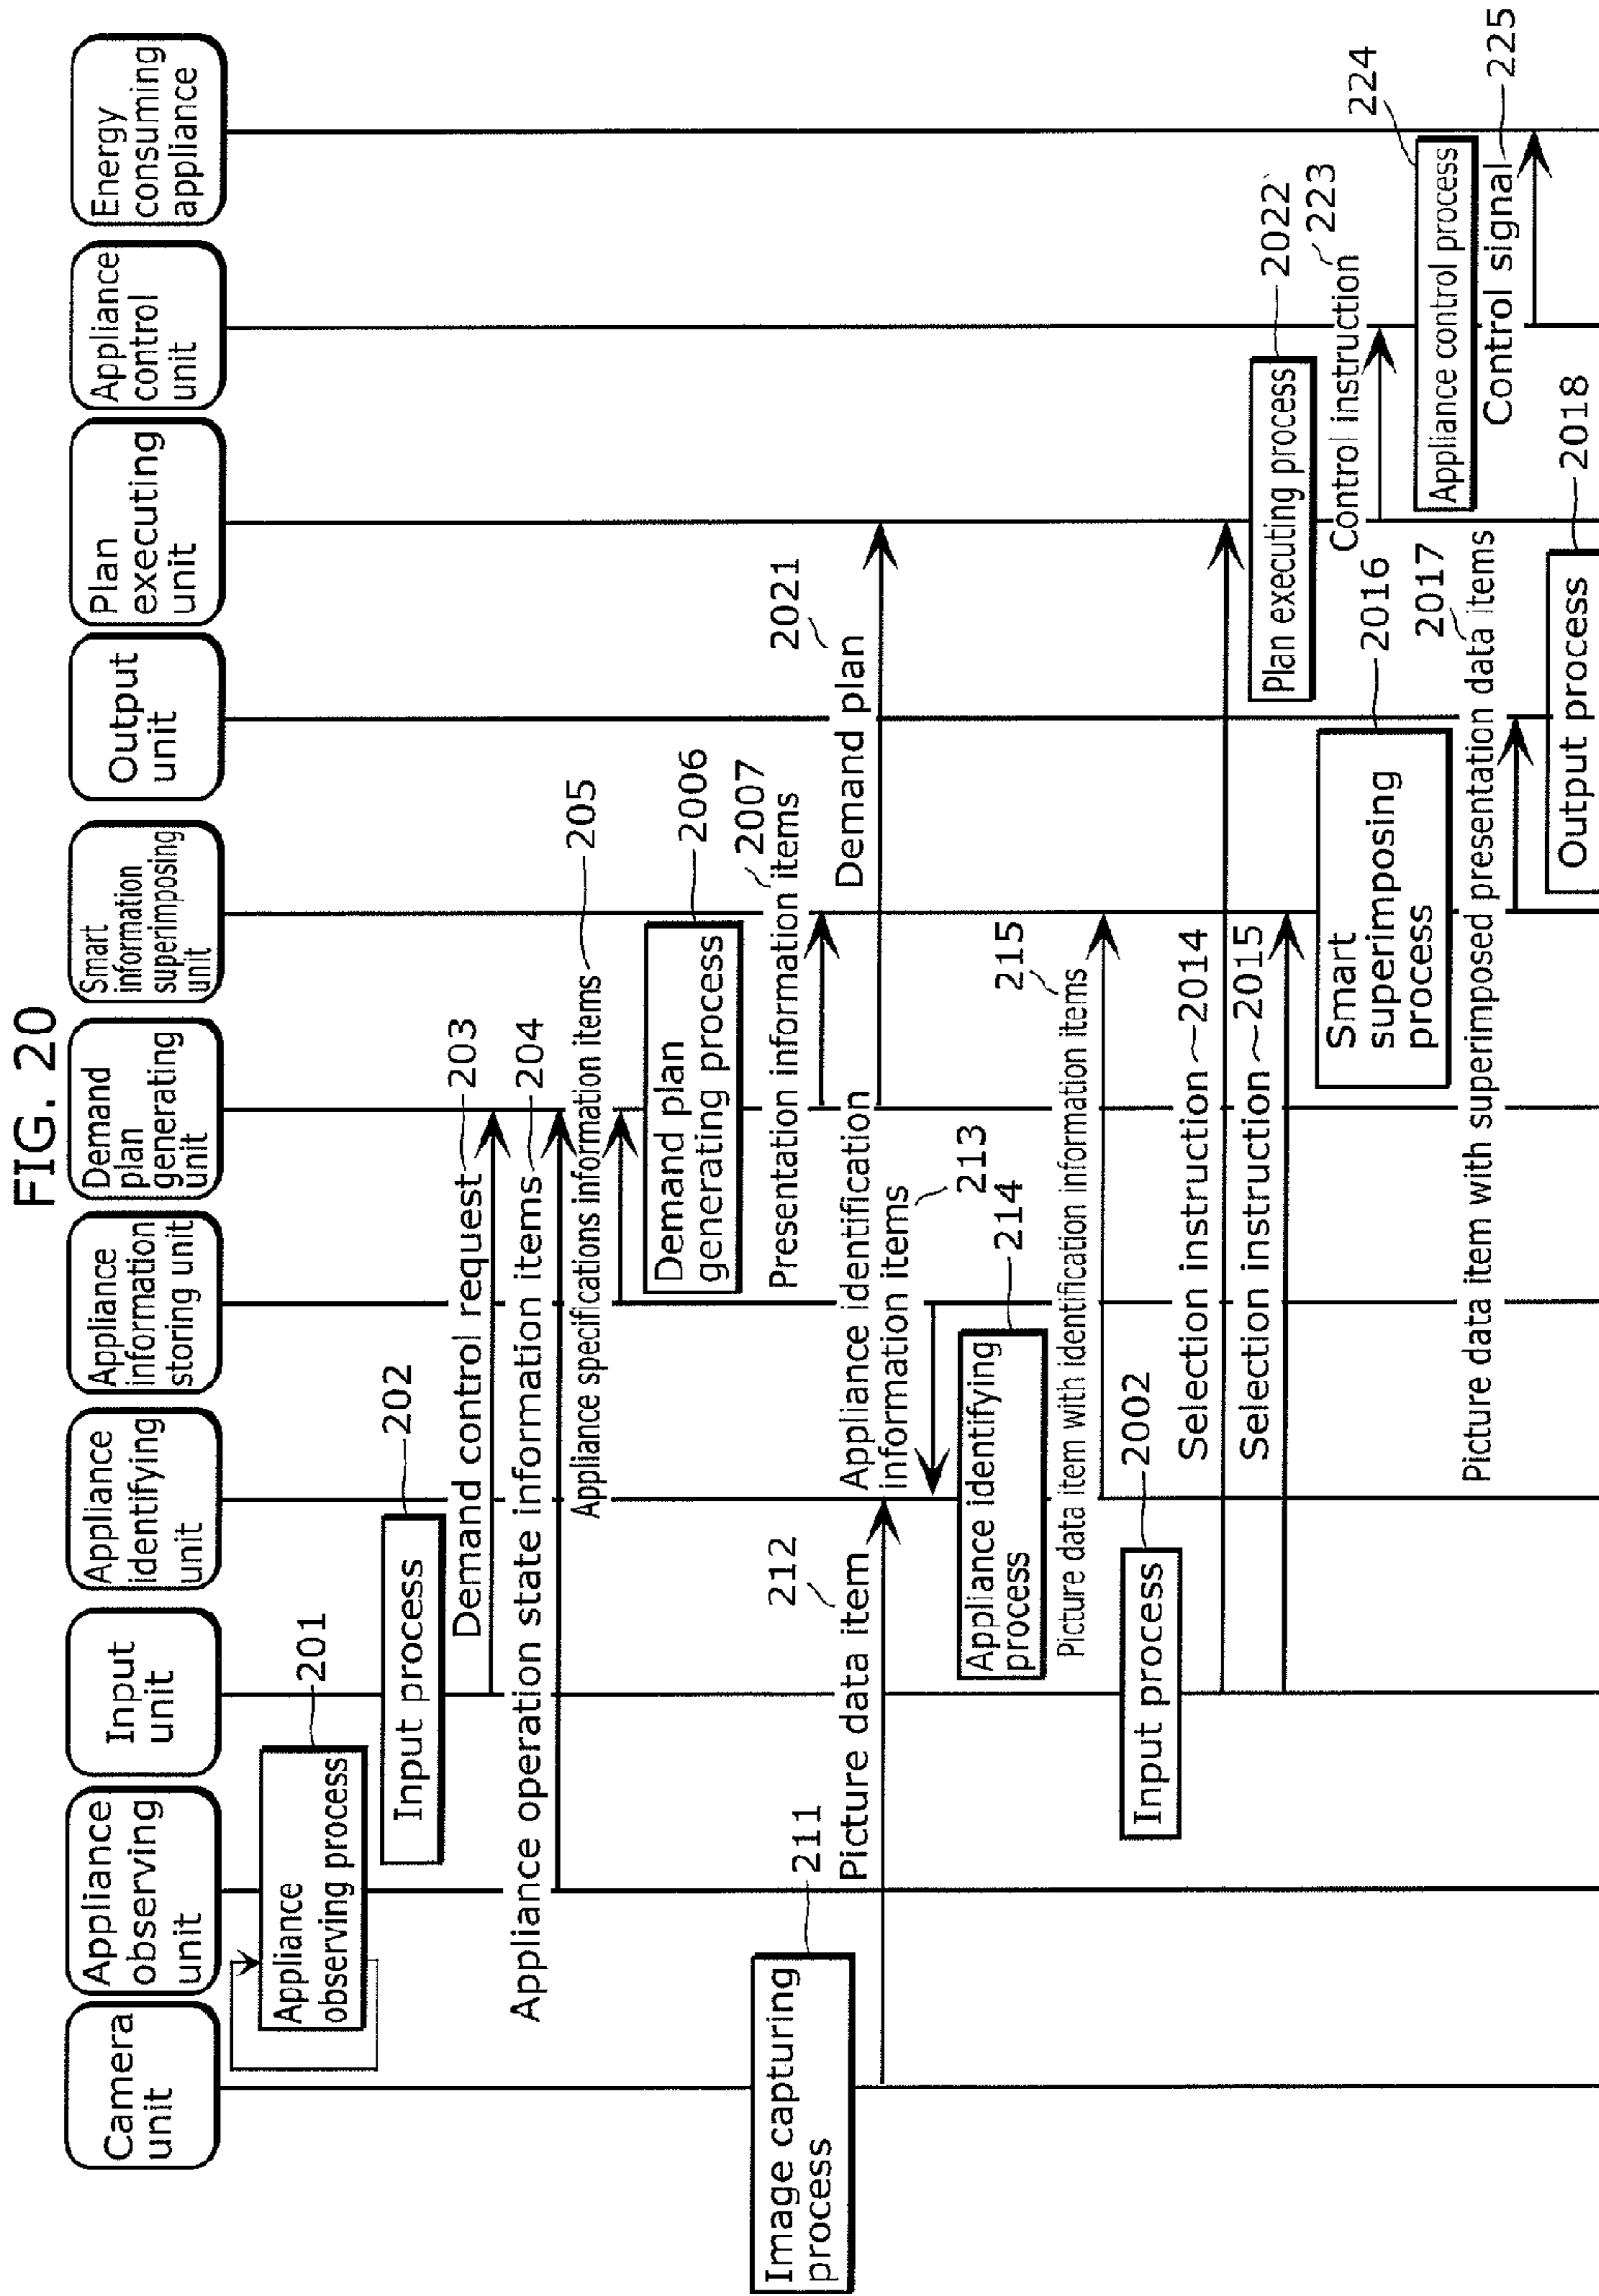 FIG. 20
Camera
unit
Appliance
observing
unit
Input
unit
Appliance
identifying
unit
Appliance
information
storing unit
Demand
plan
generating
unit
Smart
information
superimposing
unit
Output
unit
Plan
executing
unit
Appliance
control
unit
Energy
consuming
appliance
Appliance
observing process
201
Input process
202
Demand control request
203
Appliance operation state information items
204
Appliance specifications information items
205
Demand plan
generating process
2006
Presentation information items
2007
Image capturing
process
211
Picture data item
212
Demand plan
2021
Appliance identification
information items
213
Appliance identifying
process
214
Picture data item with identification information items
215
Input process
2002
Selection instruction
2014
Selection instruction
2015
Plan executing process
2022
Control instruction
223
Smart
superimposing
process
2016
Appliance control process
224
Picture data item with superimposed presentation data items
2017
Control signal
225
Output process
2018